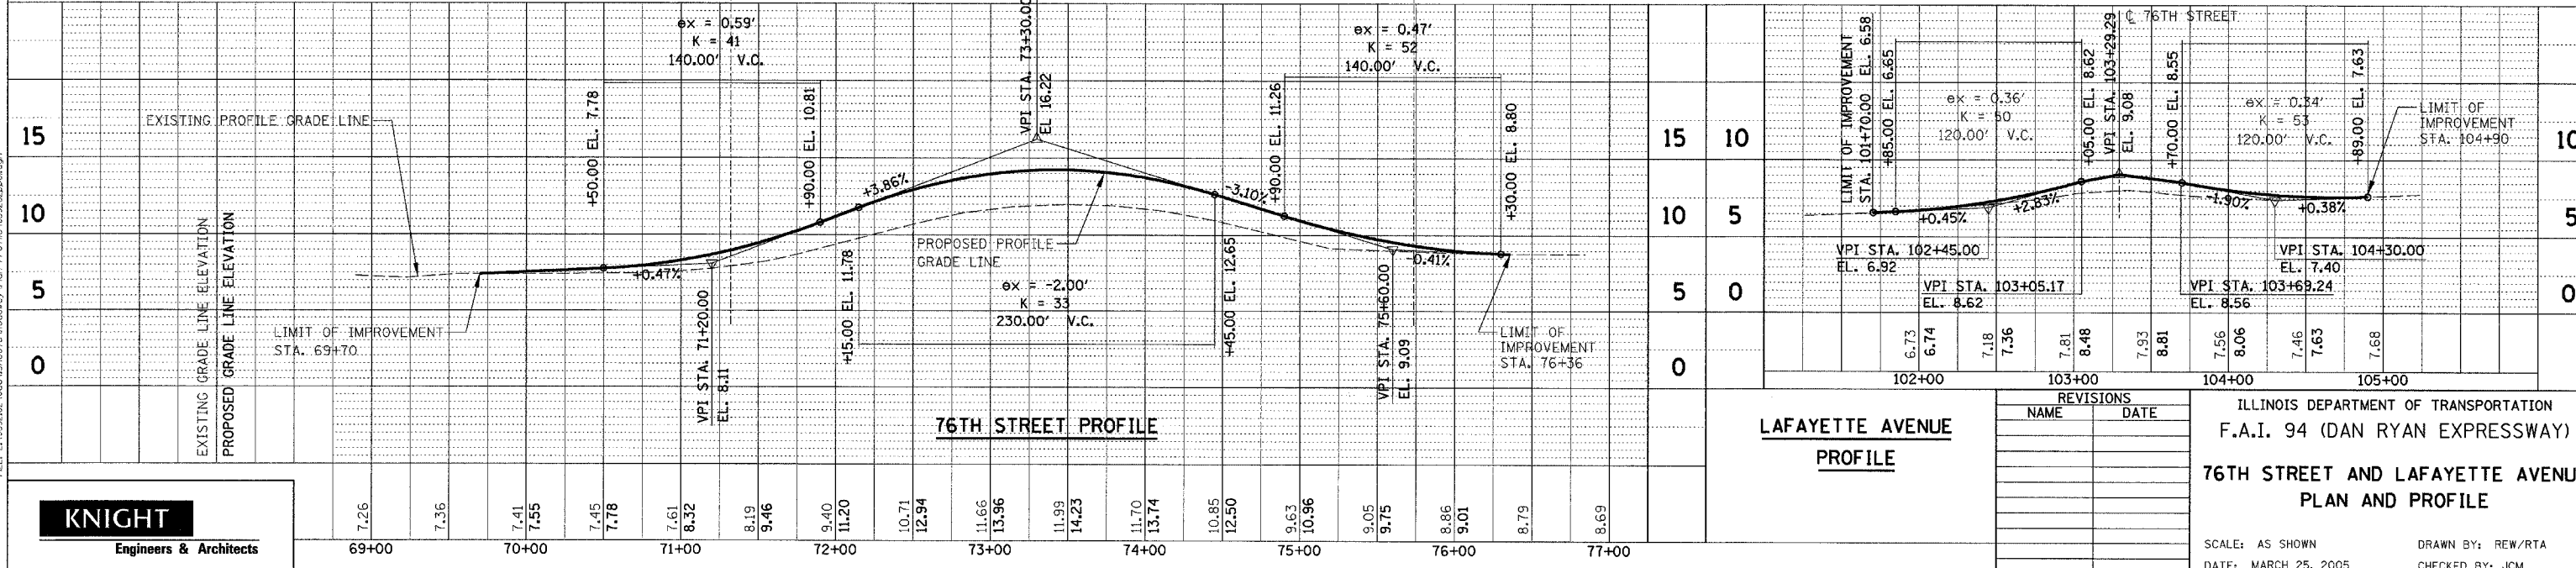 ex = 0.59'
K = 41
140.00' V.C.
VPI STA. 73+30.00
EL 16.22
ex = 0.47'
K = 52
140.00' V.C.
EXISTING PROFILE GRADE LINE
+50.00 EL. 7.78
+90.00 EL. 10.81
+3.86%
-3.10%
+90.00 EL. 11.26
+30.00 EL. 8.80
15
10
5
0
EXISTING GRADE LINE ELEVATION
PROPOSED GRADE LINE ELEVATION
LIMIT OF IMPROVEMENT
STA. 69+70
+0.47%
VPI STA. 71+20.00
EL. 8.11
+15.00 EL. 11.78
PROPOSED PROFILE
GRADE LINE
ex = -2.00'
K = 33
230.00' V.C.
+45.00 EL. 12.65
VPI STA. 75+60.00
EL. 9.09
-0.41%
LIMIT OF
IMPROVEMENT
STA. 76+36
15
10
5
0
76TH STREET PROFILE
7.26
7.36
7.41
7.55
7.45
7.78
7.61
8.32
8.19
9.46
9.40
11.20
10.71
12.94
11.66
13.96
11.99
14.23
11.70
13.74
10.85
12.50
9.63
10.96
9.05
9.75
8.86
9.01
8.79
8.69
69+00
70+00
71+00
72+00
73+00
74+00
75+00
76+00
77+00
KNIGHT
Engineers & Architects
10
5
0
LIMIT OF IMPROVEMENT
STA. 101+70.00 EL. 6.58
+85.00 EL. 6.65
ex = 0.36'
K = 50
120.00' V.C.
+05.00 EL. 8.62
VPI STA. 103+29.29
EL. 9.08
℄ 76TH STREET
+70.00 EL. 8.55
ex = 0.34'
K = 53
120.00' V.C.
+89.00 EL. 7.63
LIMIT OF
IMPROVEMENT
STA. 104+90
+0.45%
+2.83%
-1.90%
+0.38%
VPI STA. 102+45.00
EL. 6.92
VPI STA. 103+05.17
EL. 8.62
VPI STA. 103+69.24
EL. 8.56
VPI STA. 104+30.00
EL. 7.40
10
5
0
6.73
6.74
7.18
7.36
7.81
8.48
7.93
8.81
7.56
8.06
7.46
7.63
7.68
102+00
103+00
104+00
105+00
LAFAYETTE AVENUE
PROFILE
REVISIONS
NAME DATE
ILLINOIS DEPARTMENT OF TRANSPORTATION
F.A.I. 94 (DAN RYAN EXPRESSWAY)
76TH STREET AND LAFAYETTE AVENU
PLAN AND PROFILE
SCALE: AS SHOWN
DRAWN BY: REW/RTA
DATE: MARCH 25, 2005
CHECKED BY: JCM